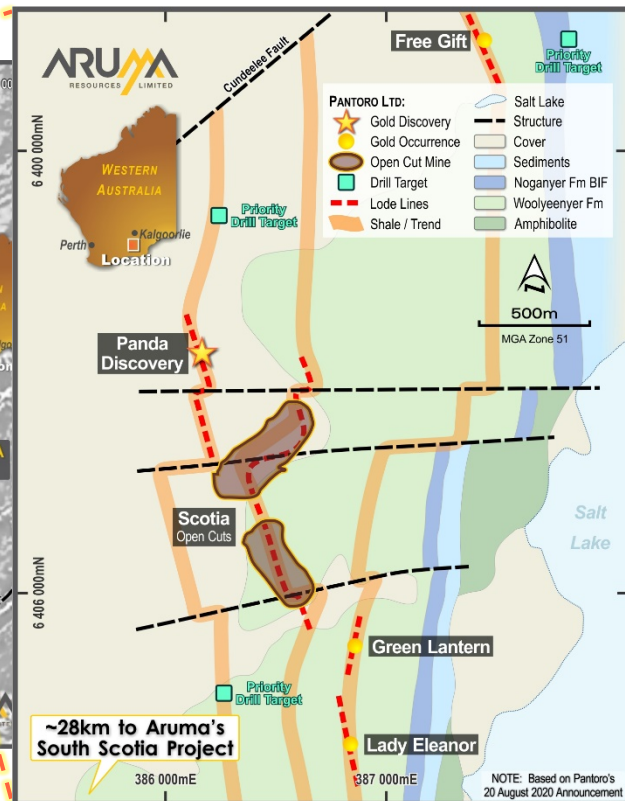 ARUMA
RESOURCES LIMITED
Cundeelee Fault
Free Gift
Priority
Drill Target
PANTORO LTD:
Gold Discovery
Gold Occurrence
Open Cut Mine
Drill Target
Lode Lines
Shale / Trend
Salt Lake
Structure
Cover
Sediments
Noganyer Fm BIF
Woolyeenyer Fm
Amphibolite
6 400 000mN
WESTERN
AUSTRALIA
Perth
Kalgoorlie
Location
Priority
Drill Target
500m
MGA Zone 51
Panda
Discovery
Scotia
Open Cuts
Salt
Lake
6 406 000mN
Green Lantern
Priority
Drill Target
~28km to Aruma's
South Scotia Project
Lady Eleanor
386 000mE
387 000mE
NOTE: Based on Pantoro's
20 August 2020 Announcement